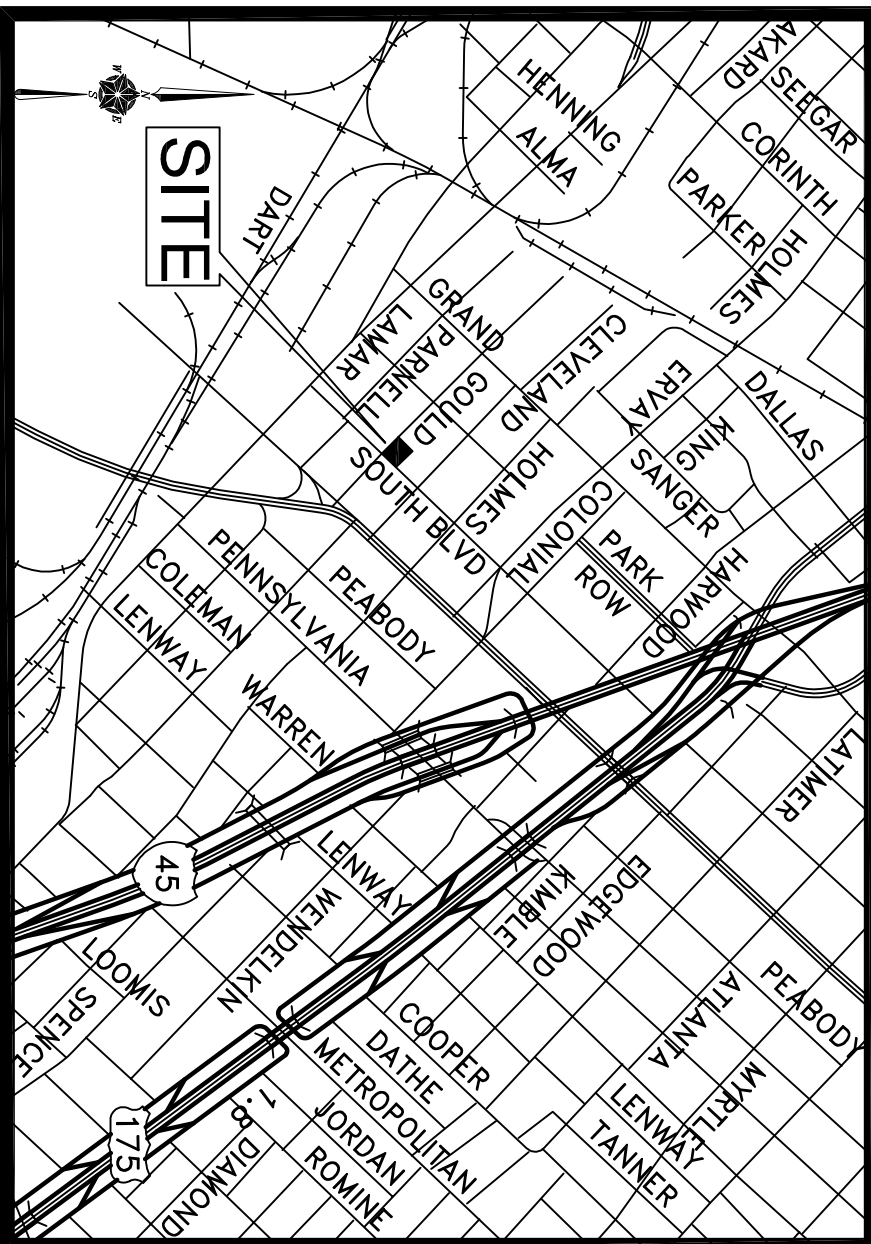 AKARD
SEEGAR
CORINTH
HENNING
ALMA
PARKER
HOLMES
W
N
S
E
SITE
DART
GRAND
CLEVELAND
LAMAR
PARNELL
GOULD
ERVAY
KING
DALLAS
SANGER
SOUTH BLVD
HOLMES
COLONIAL
PARK
ROW
HARWOOD
PENNSYLVANIA
PEABODY
COLEMAN
LENWAY
WARREN
LATIMER
45
LENWAY
KIMBLE
EDGEWOOD
WENDELKIN
LOOMIS
SPENCE
ATLANTA
PEABODY
COOPER
DATHE
METROPOLITAN
MYRTLE
LENWAY
TANNER
JORDAN
ROMINE
175
DIAMOND